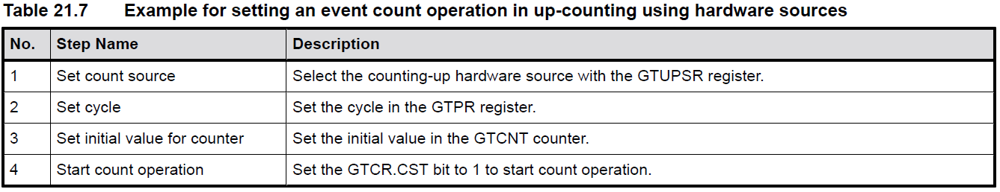 Table 21.7 Example for setting an event count operation in up-counting using hardware sources
No. Step Name Description
1 Set count source Select the counting-up hardware source with the GTUPSR register.
2 Set cycle Set the cycle in the GTPR register.
3 Set initial value for counter Set the initial value in the GTCNT counter.
4 Start count operation Set the GTCR.CST bit to 1 to start count operation.